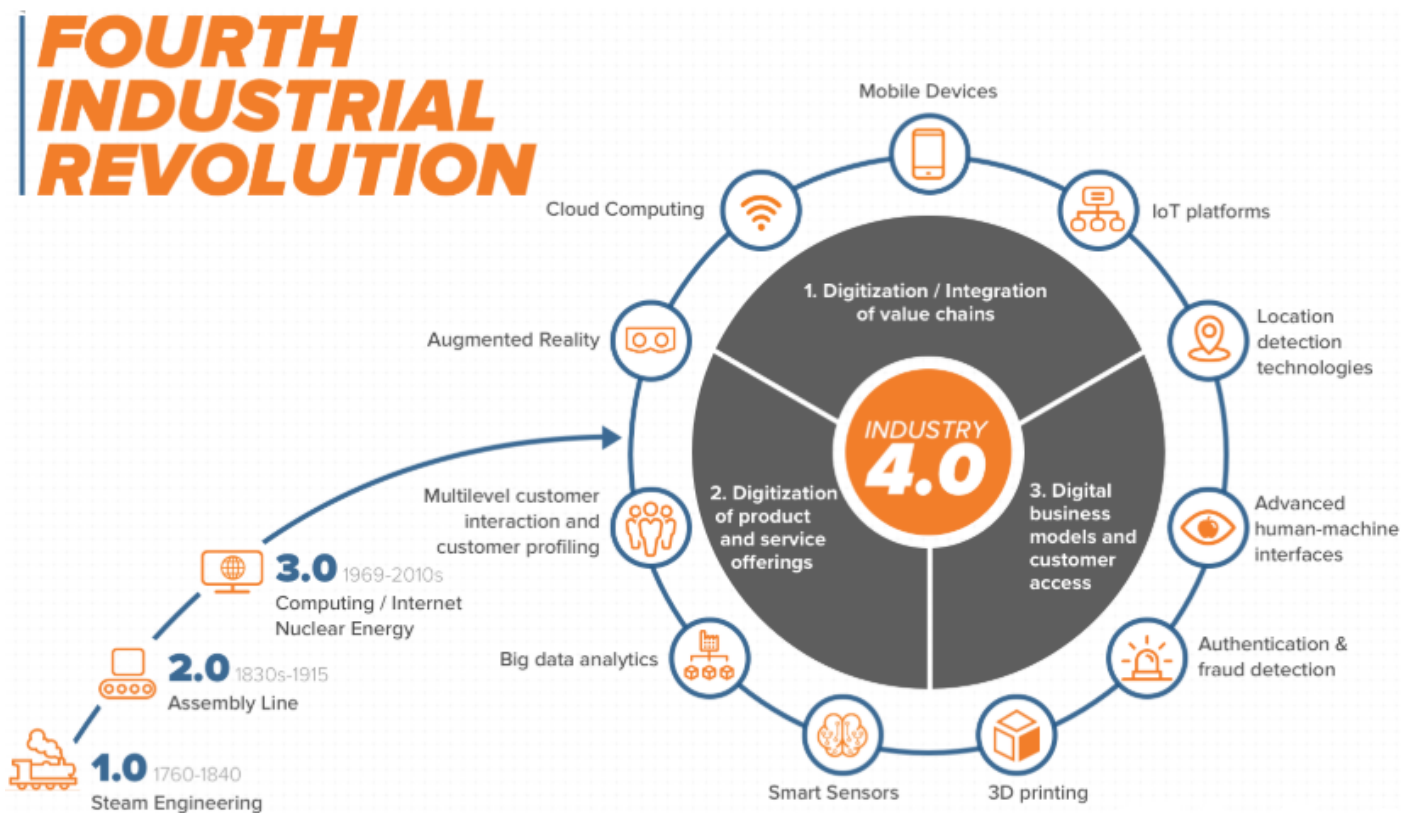 FOURTH
INDUSTRIAL
REVOLUTION
Mobile Devices
Cloud Computing
IoT platforms
Augmented Reality
Location
detection
technologies
Multilevel customer
interaction and
customer profiling
Advanced
human-machine
interfaces
Big data analytics
Authentication &
fraud detection
Smart Sensors
3D printing
1. Digitization / Integration
of value chains
2. Digitization
of product
and service
offerings
3. Digital
business
models and
customer
access
INDUSTRY
4.0
3.0 1969-2010s
Computing / Internet
Nuclear Energy
2.0 1830s-1915
Assembly Line
1.0 1760-1840
Steam Engineering